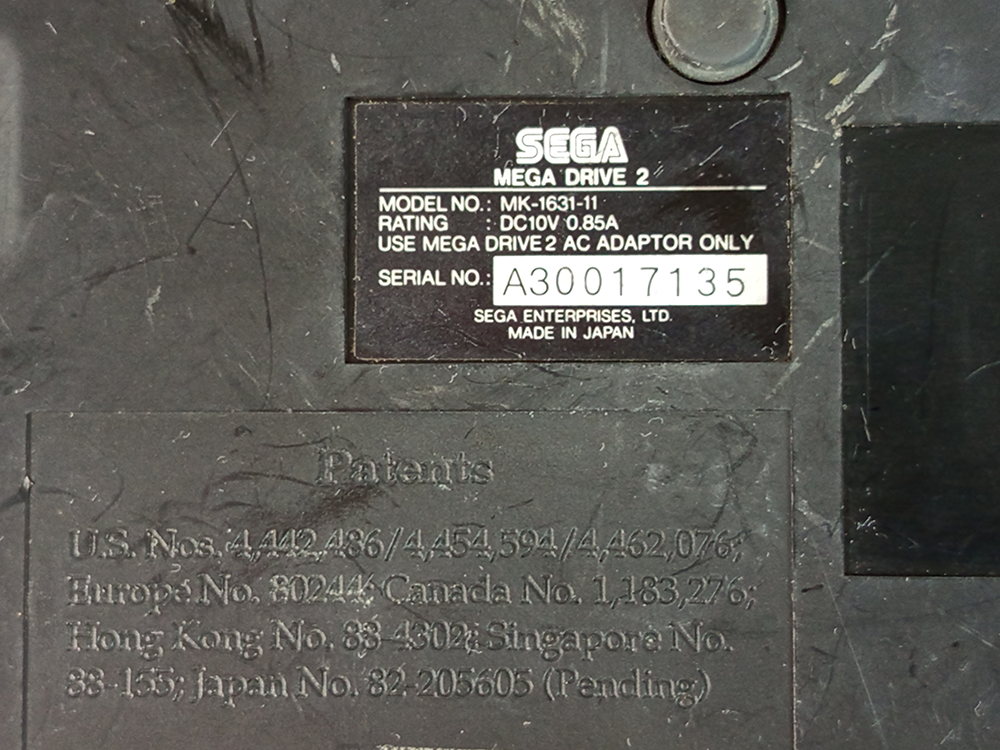 SEGA
MEGA DRIVE 2
MODEL NO.: MK-1631-11
RATING : DC10V 0.85A
USE MEGA DRIVE 2 AC ADAPTOR ONLY
SERIAL NO.: A30017135
SEGA ENTERPRISES, LTD.
MADE IN JAPAN
Patents
U.S. Nos. 4,442,486/4,454,594/4,462,076;
Europe No. 80244; Canada No. 1,183,276;
Hong Kong No. 88-4302; Singapore No.
88-155; Japan No. 82-205605 (Pending)